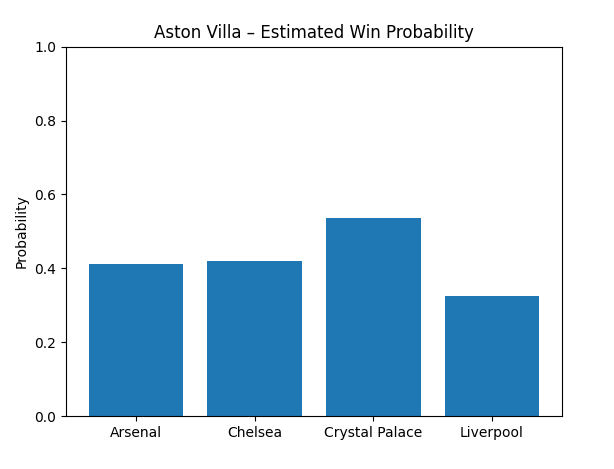 Aston Villa – Estimated Win Probability
1.0
0.8
0.6
0.4
0.2
0.0
Probability
Arsenal Chelsea Crystal Palace Liverpool